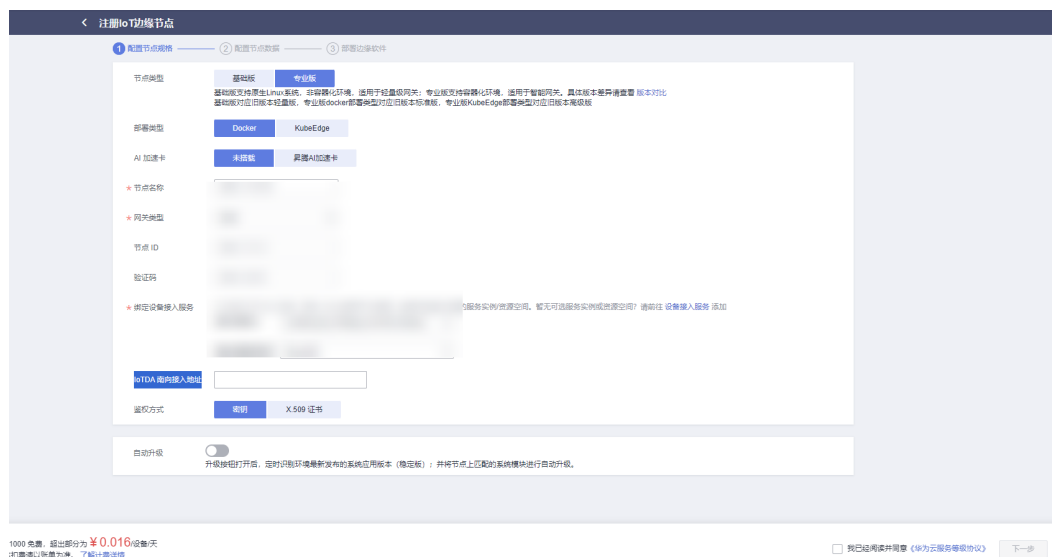 注册IoT边缘节点
1 配置节点规格 2 配置节点数据 3 部署边缘软件
节点类型 基础版 专业版
基础版支持原生Linux系统，非容器化环境，适用于轻量级网关；专业版支持容器化环境，适用于智能网关。具体版本差异请查看 版本对比
基础版对应旧版本轻量版，专业版docker部署类型对应旧版本标准版，专业版KubeEdge部署类型对应旧版本高级版
部署类型 Docker KubeEdge
AI 加速卡 未搭载 昇腾AI加速卡
* 节点名称
* 网关类型
节点 ID
验证码
* 绑定设备接入服务 服务实例/资源空间。暂无可选服务实例或资源空间？请前往 设备接入服务 添加
IoTDA 南向接入地址
鉴权方式 密钥 X.509 证书
自动升级
升级按钮打开后，定时识别环境最新发布的系统应用版本（稳定版）；并将节点上匹配的系统模块进行自动升级。
1000 免费，超出部分为 ¥0.016/设备/天
扣费请以账单为准。 了解计费详情
我已经阅读并同意《华为云服务等级协议》 下一步